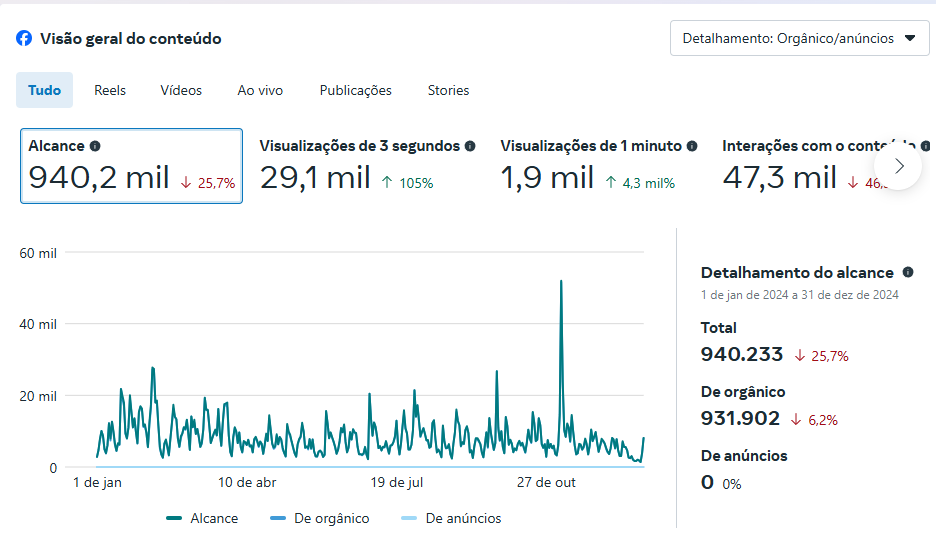 Visão geral do conteúdo
Detalhamento: Orgânico/anúncios
Tudo Reels Vídeos Ao vivo Publicações Stories
Alcance Visualizações de 3 segundos Visualizações de 1 minuto Interações com o conteúdo
940,2 mil ↓ 25,7% 29,1 mil ↑ 105% 1,9 mil ↑ 4,3 mil% 47,3 mil ↓
60 mil
40 mil
20 mil
0
1 de jan 10 de abr 19 de jul 27 de out
Alcance De orgânico De anúncios
Detalhamento do alcance
1 de jan de 2024 a 31 de dez de 2024
Total
940.233 ↓ 25,7%
De orgânico
931.902 ↓ 6,2%
De anúncios
0 0%